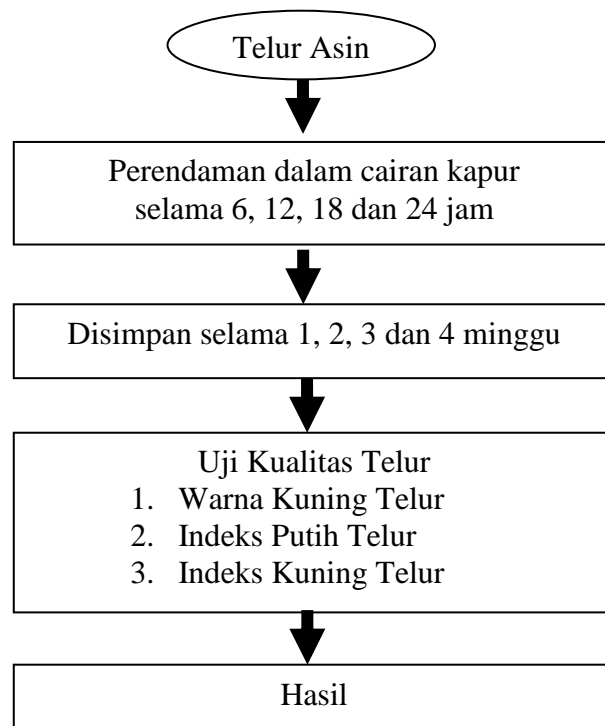 Telur Asin
Perendaman dalam cairan kapur
selama 6, 12, 18 dan 24 jam
Disimpan selama 1, 2, 3 dan 4 minggu
Uji Kualitas Telur
1. Warna Kuning Telur
2. Indeks Putih Telur
3. Indeks Kuning Telur
Hasil